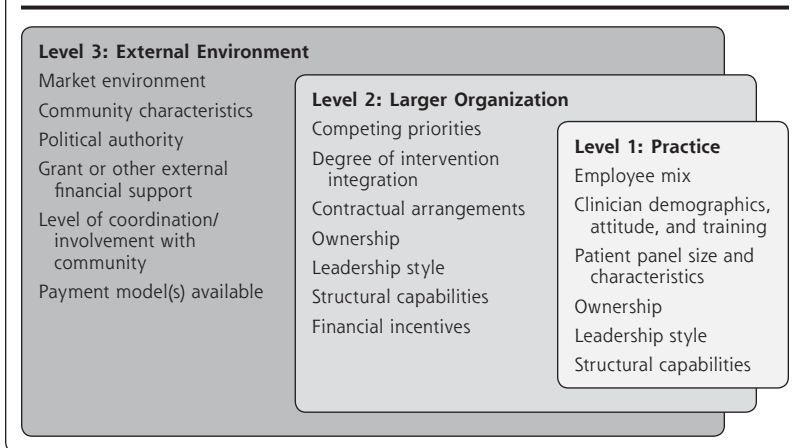 Level 3: External Environment
Market environment
Community characteristics
Political authority
Grant or other external
financial support
Level of coordination/
involvement with
community
Payment model(s) available
Level 2: Larger Organization
Competing priorities
Degree of intervention
integration
Contractual arrangements
Ownership
Leadership style
Structural capabilities
Financial incentives
Level 1: Practice
Employee mix
Clinician demographics,
attitude, and training
Patient panel size and
characteristics
Ownership
Leadership style
Structural capabilities